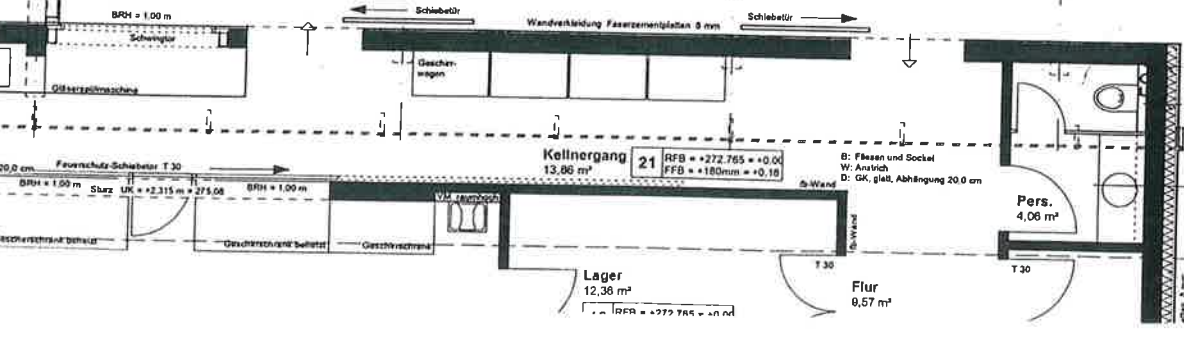 BRH = 1,00 m
Schiebetür
Wandverkleidung Faserzementplatten 8 mm
Schiebetür
Schwingtor
Geschirr-
wagen
Gläserspülmaschine
Kellnergang
13,86 m²
21
RFB = +272.765 = +0.00
FFB = +180mm = +0.18
B: Fliesen und Sockel
W: Anstrich
D: GK, glatt, Abhängung 20,0 cm
20,0 cm
Feuerschutz-Schiebetor T 30
BRH = 1,00 m
Sturz UK = +2.315 m = 275.08
BRH = 1,00 m
VM raumhoch
fb-Wand
fb-Wand
Pers.
4,06 m²
Geschirrschrank beheizt
Geschirrschrank beheizt
Geschirrschrank
Lager
12,36 m²
T 30
Flur
9,57 m²
T 30
RFB = +272.765 = +0.00